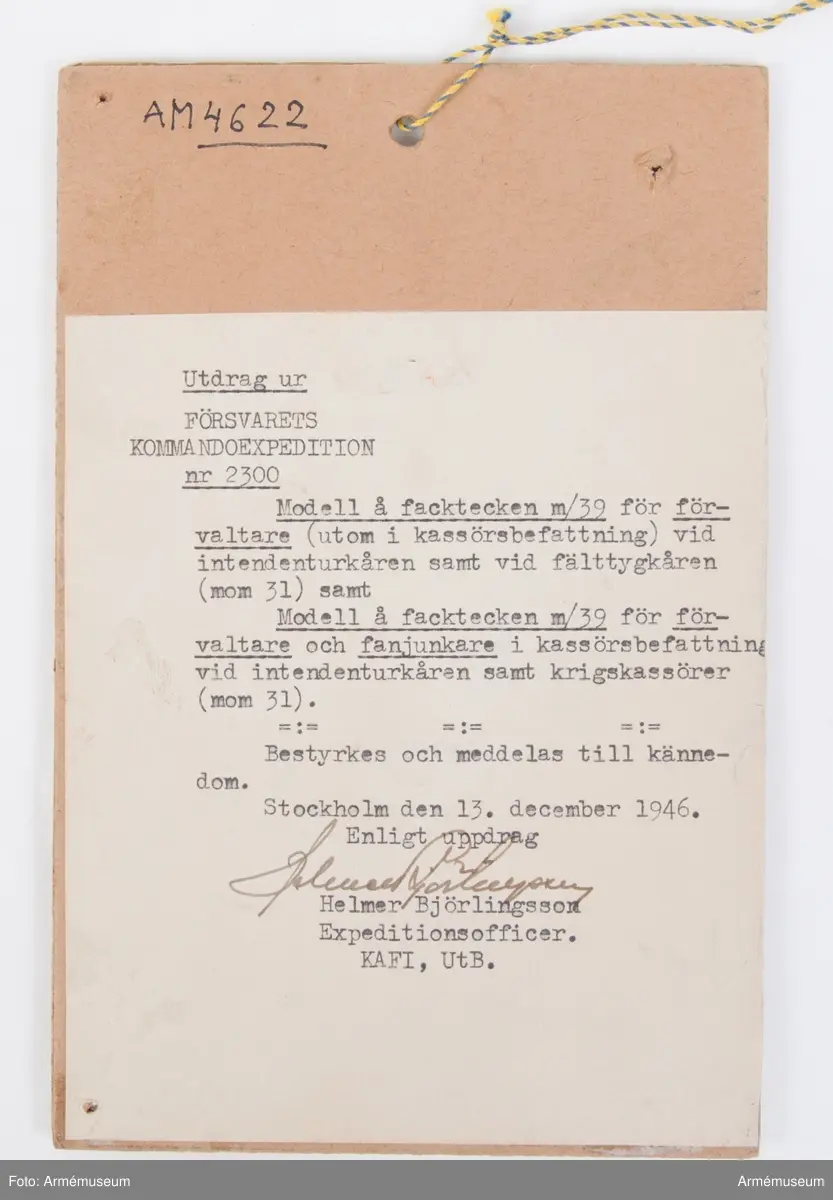 AM4622
Utdrag ur
FÖRSVARETS
KOMMANDOEXPEDITION
nr 2300
Modell å facktecken m/39 för för-
valtare (utom i kassörsbefattning) vid
intendenturkåren samt vid fälttygkåren
(mom 31) samt
Modell å facktecken m/39 för för-
valtare och fanjunkare i kassörsbefattning
vid intendenturkåren samt krigskassörer
(mom 31).
=:= =:= =:=
Bestyrkes och meddelas till känne-
dom.
Stockholm den 13. december 1946.
Enligt uppdrag
Helmer Björlingsson
Helmer Björlingsson
Expeditionsofficer.
KAFI, UtB.
Foto: Armémuseum Armémuseum